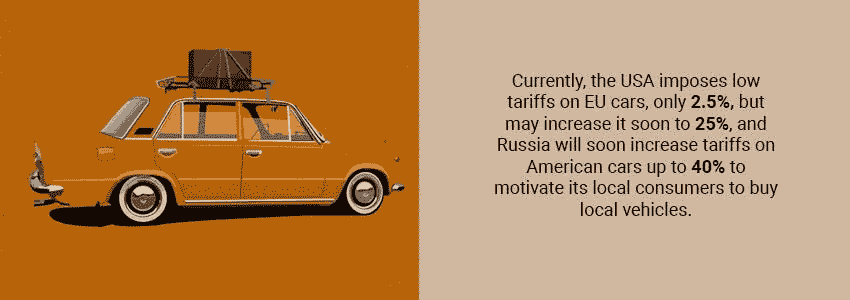 Currently, the USA imposes low
tariffs on EU cars, only 2.5%, but
may increase it soon to 25%, and
Russia will soon increase tariffs on
American cars up to 40% to
motivate its local consumers to buy
local vehicles.